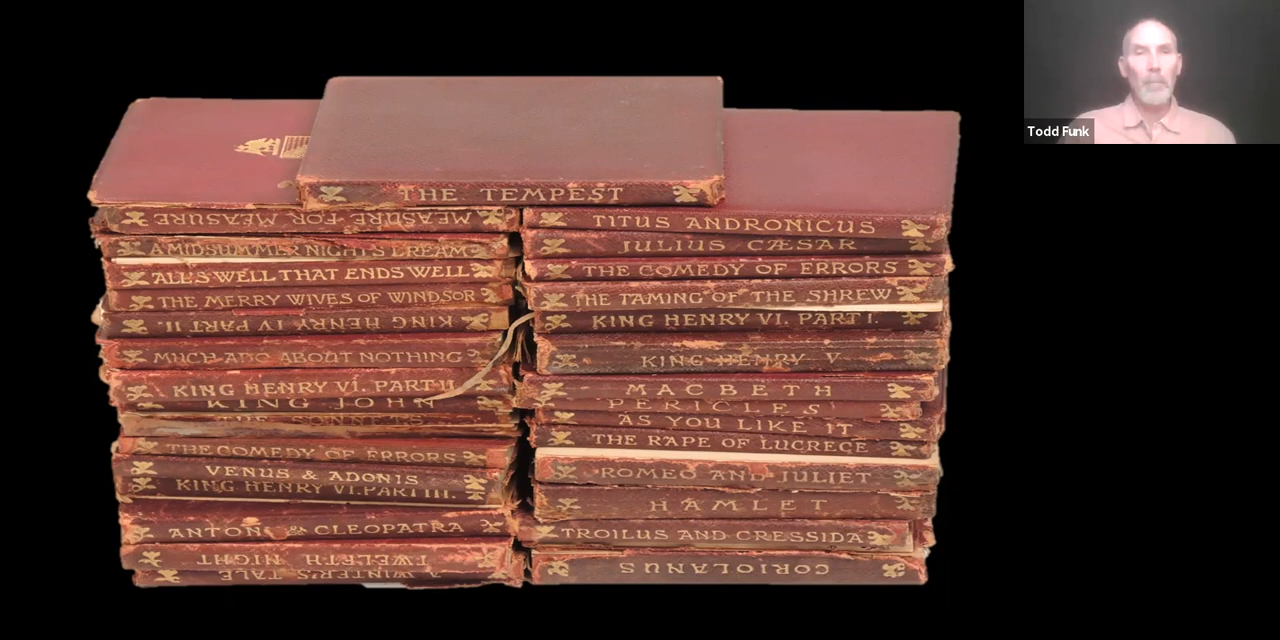 Todd Funk
THE TEMPEST
MEASURE FOR MEASURE
A MIDSUMMER NIGHTS DREAM
ALL'S WELL THAT ENDS WELL
THE MERRY WIVES OF WINDSOR
KING HENRY IV PART II.
MUCH ADO ABOUT NOTHING
KING HENRY VI. PART II.
KING JOHN
THE SONNETS
THE COMEDY OF ERRORS
VENUS & ADONIS
KING HENRY VI. PART III.
ANTONY & CLEOPATRA
TWELFTH NIGHT
A WINTER'S TALE
TITUS ANDRONICUS
JULIUS CÆSAR
THE COMEDY OF ERRORS
THE TAMING OF THE SHREW
KING HENRY VI. PART I.
KING HENRY V
MACBETH
PERICLES
AS YOU LIKE IT
THE RAPE OF LUCRECE
ROMEO AND JULIET
HAMLET
TROILUS AND CRESSIDA
CORIOLANUS